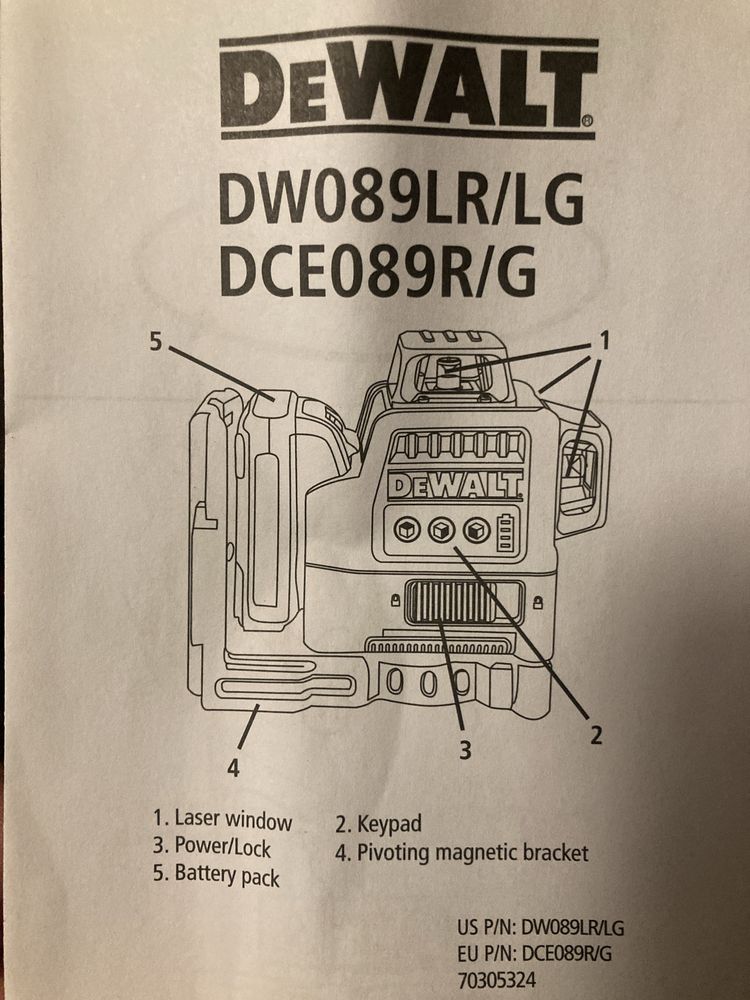 DEWALT®
DW089LR/LG
DCE089R/G
5
1
DEWALT
2
3
4
1. Laser window
2. Keypad
3. Power/Lock
4. Pivoting magnetic bracket
5. Battery pack
US P/N: DW089LR/LG
EU P/N: DCE089R/G
70305324